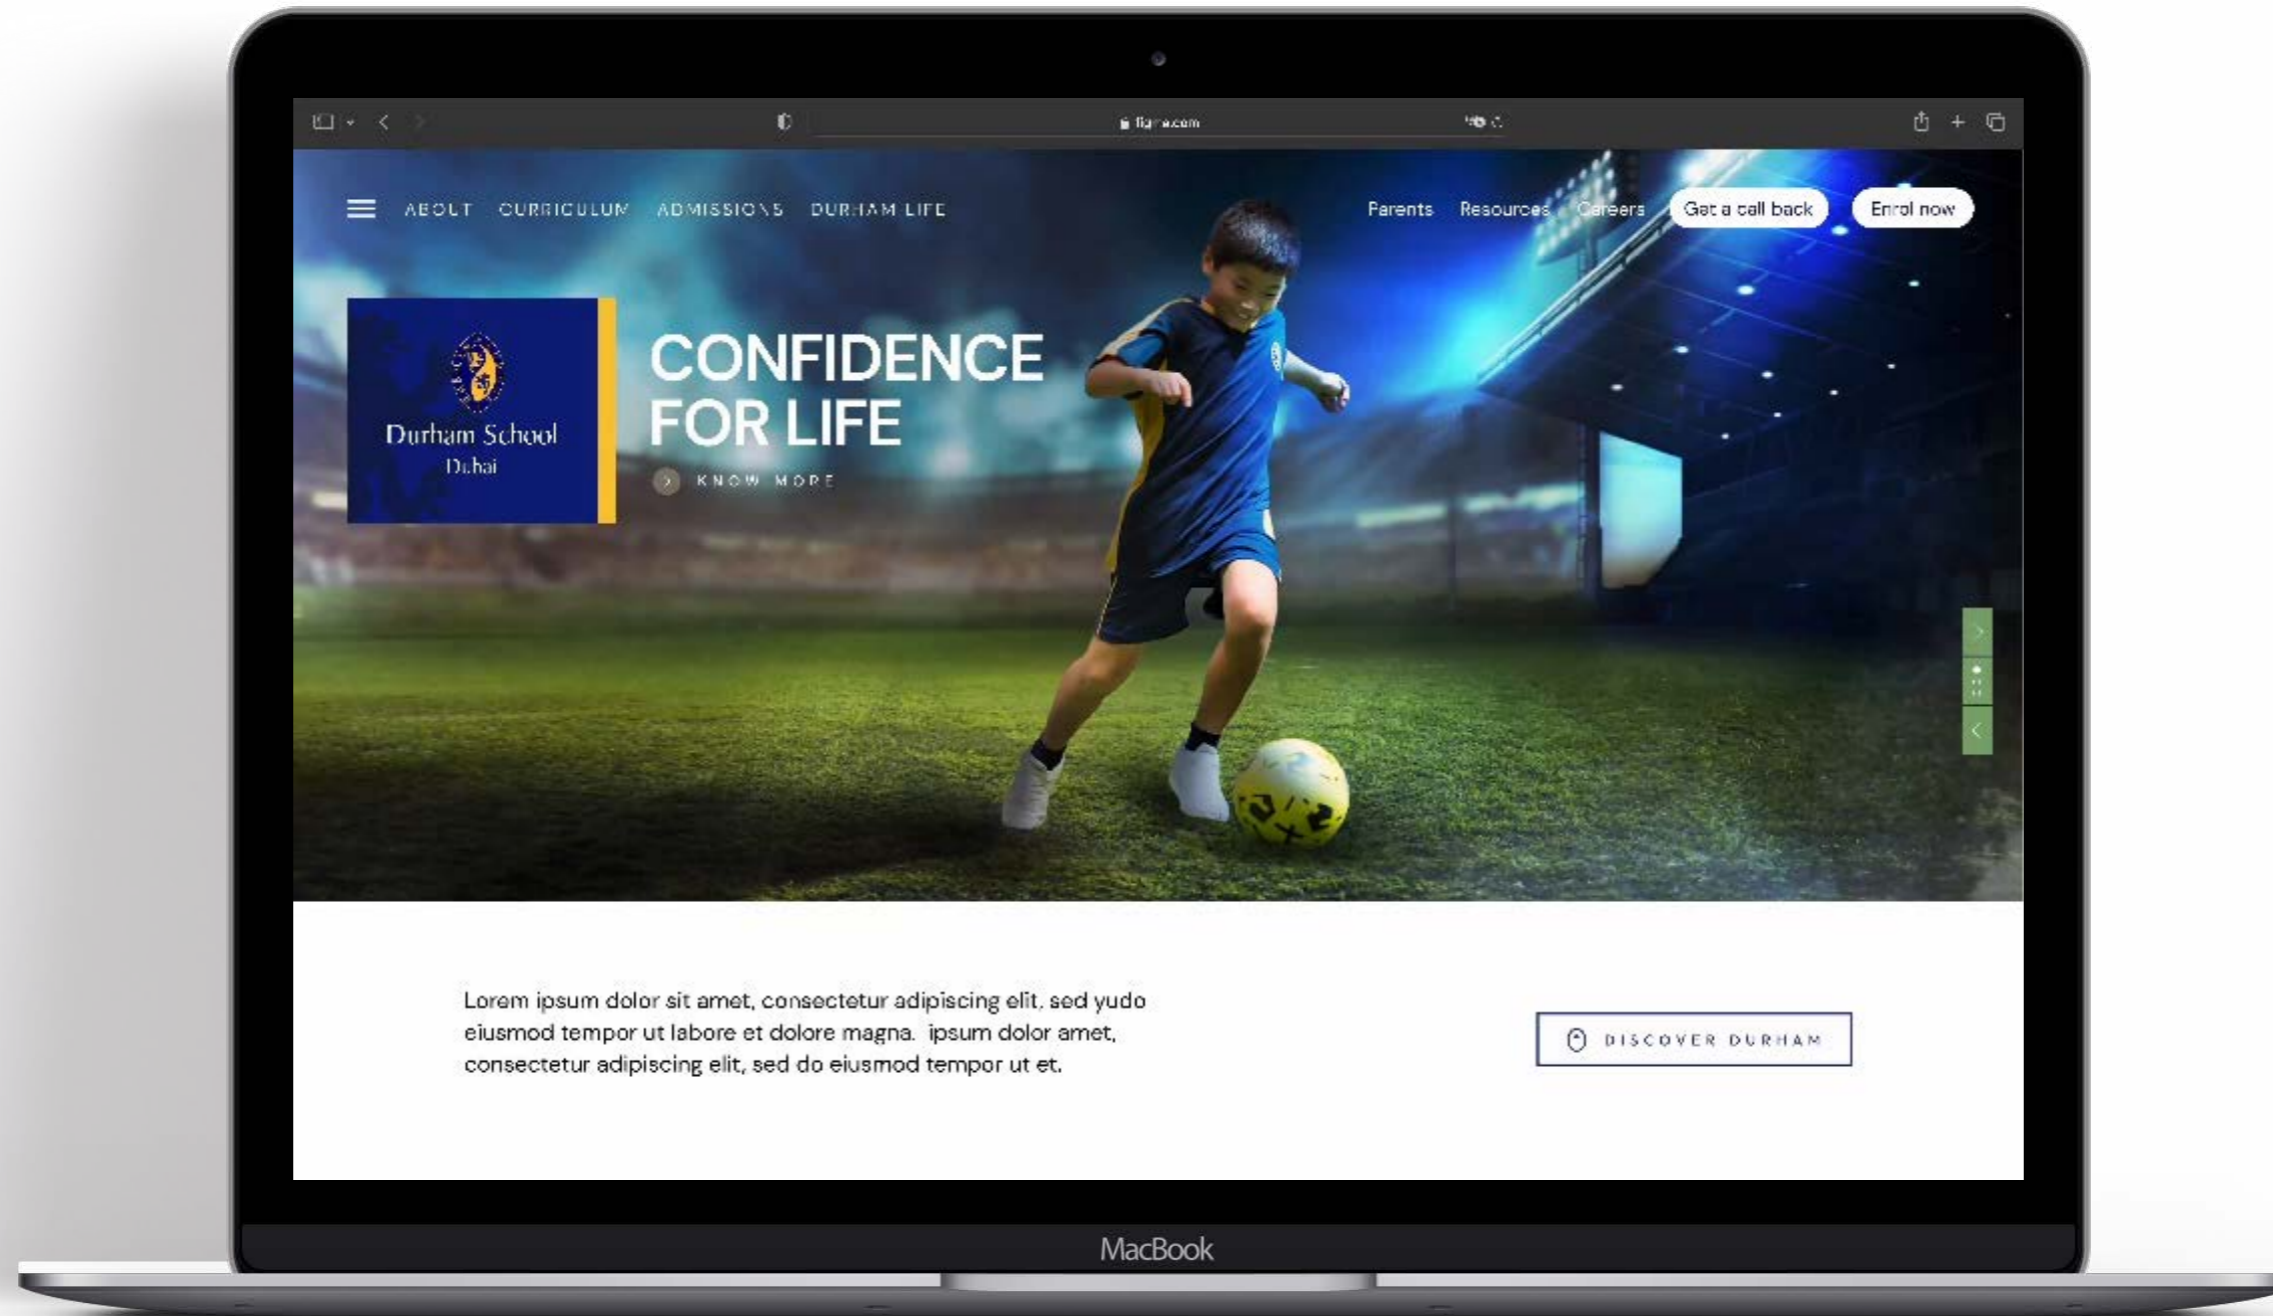 figma.com
ABOUT CURRICULUM ADMISSIONS DURHAM LIFE
Parents Resources Careers Get a call back Enrol now
Durham School
Dubai
CONFIDENCE
FOR LIFE
KNOW MORE
Lorem ipsum dolor sit amet, consectetur adipiscing elit, sed yudo
eiusmod tempor ut labore et dolore magna. ipsum dolor amet,
consectetur adipiscing elit, sed do eiusmod tempor ut et.
DISCOVER DURHAM
MacBook